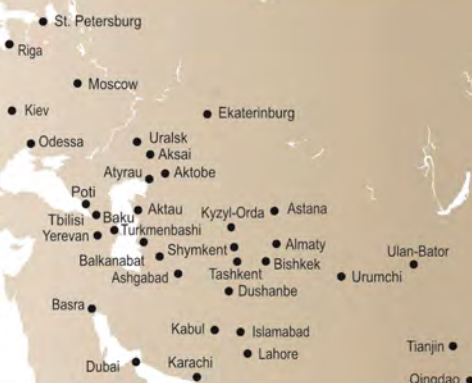 St. Petersburg
Riga
Moscow
Kiev
Ekaterinburg
Odessa
Uralsk
Aksai
Atyrau
Aktobe
Poti
Aktau
Kyzyl-Orda
Astana
Tbilisi
Baku
Turkmenbashi
Yerevan
Shymkent
Almaty
Ulan-Bator
Balkanabat
Tashkent
Bishkek
Ashgabad
Urumchi
Dushanbe
Basra
Kabul
Islamabad
Lahore
Tianjin
Dubai
Karachi
Qingdao